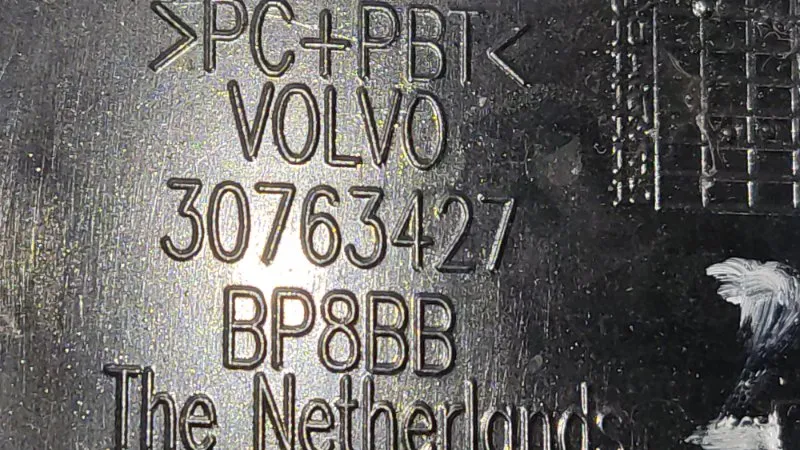 >PC+PBT<
VOLVO
30763427
BP8BB
The Netherlands